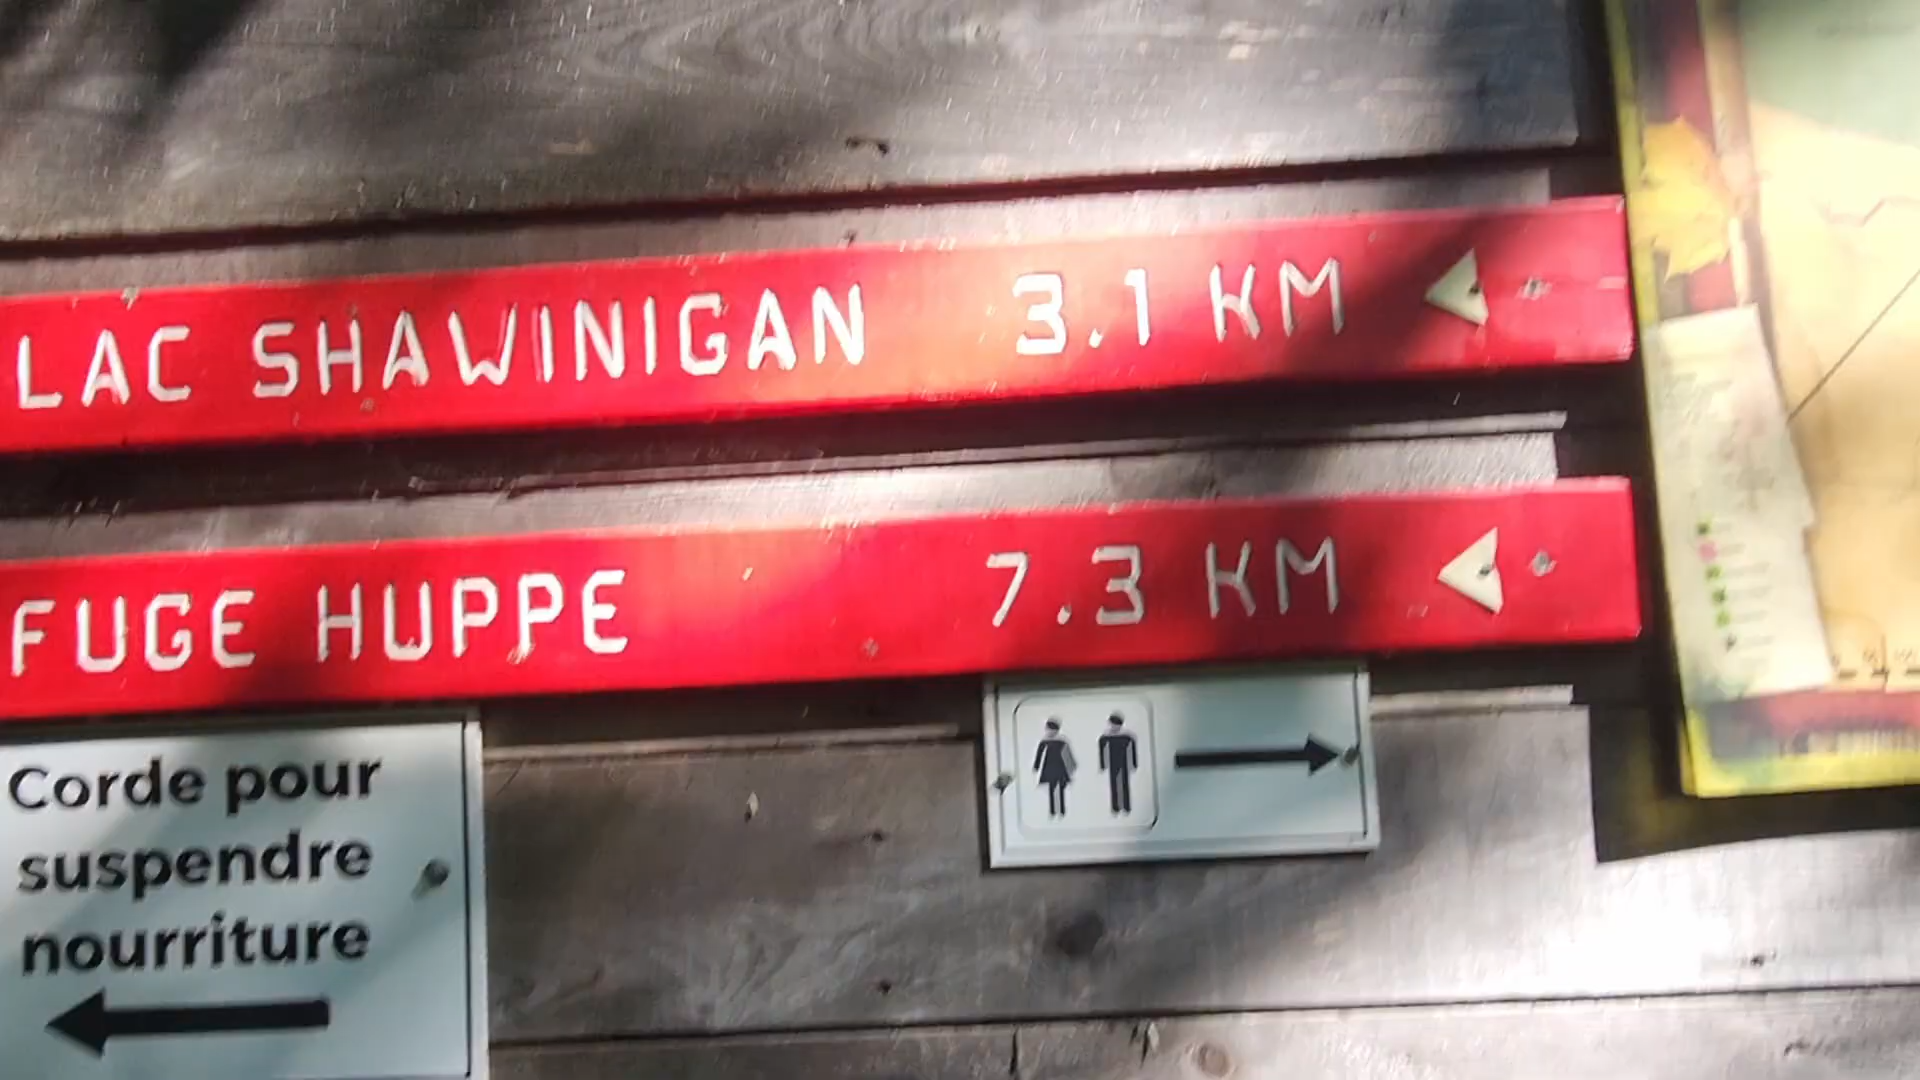 LAC SHAWINIGAN 3.1 KM
FUGE HUPPE 7.3 KM
Corde pour
suspendre
nourriture